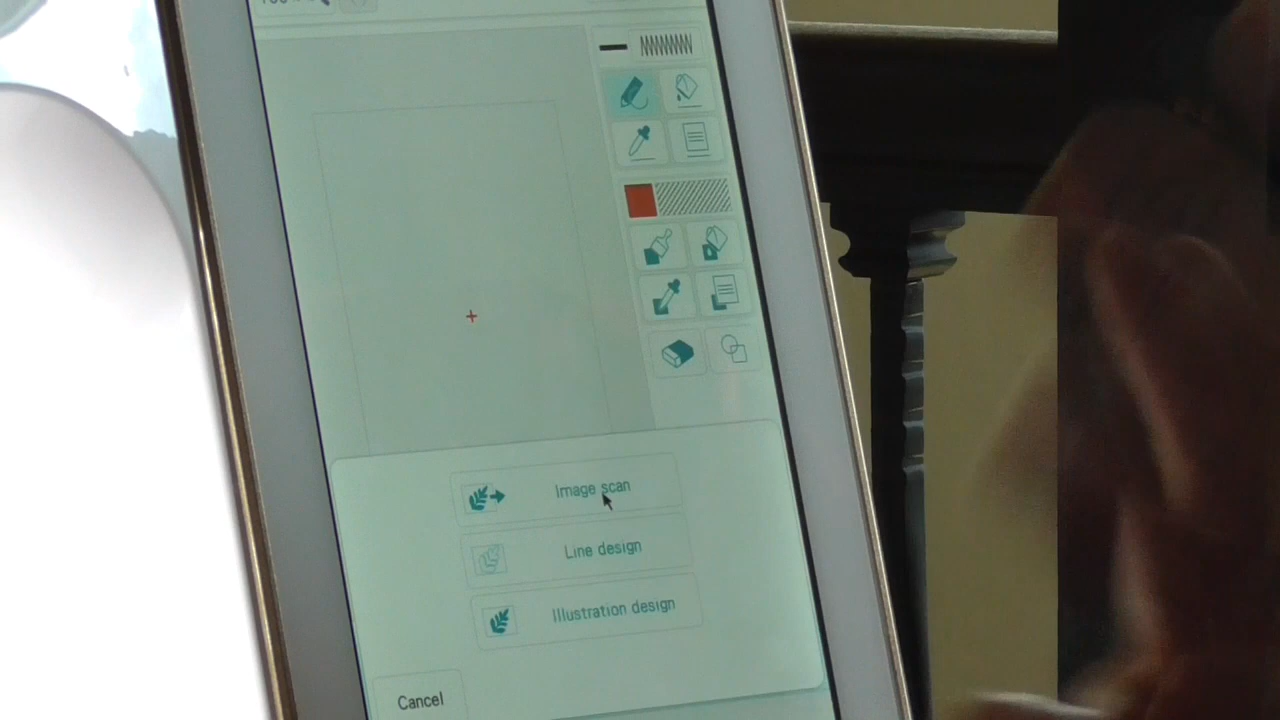 Image scan
Line design
Illustration design
Cancel